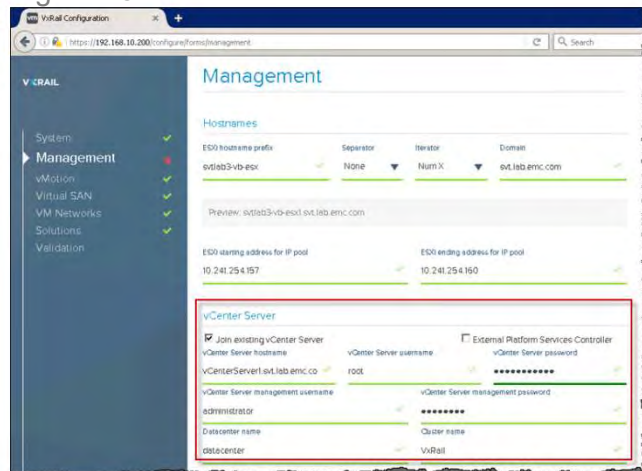 VxRail Configuration
https://192.168.10.200/configure/forms/management
Search
VXRAIL
System
Management
vMotion
Virtual SAN
VM Networks
Solutions
Validation
Management
Hostnames
ESXi hostname prefix Separator Iterator Domain
svtlab3-vb-esx None Num X svt.lab.emc.com
Preview: svtlab3-vb-esx1.svt.lab.emc.com
ESXi starting address for IP pool ESXi ending address for IP pool
10.241.254.157 10.241.254.160
vCenter Server
Join existing vCenter Server External Platform Services Controller
vCenter Server hostname vCenter Server username vCenter Server password
vCenterServer1.svt.lab.emc.co root •••••••••••
vCenter Server management username vCenter Server management password
administrator ••••••••
Datacenter name Cluster name
datacenter VxRail